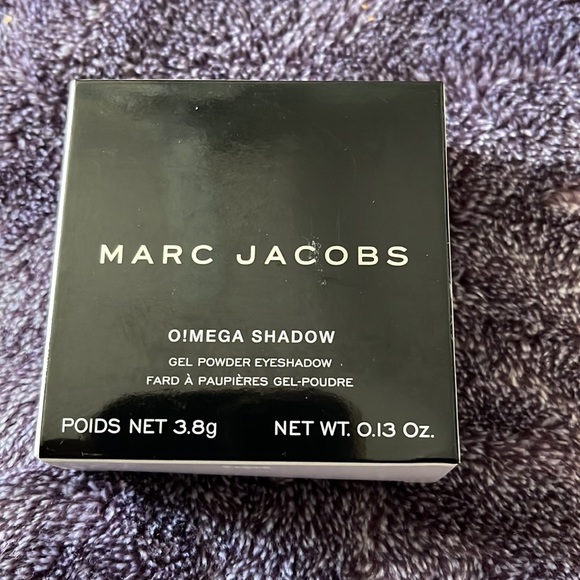 MARC JACOBS
O!MEGA SHADOW
GEL POWDER EYESHADOW
FARD À PAUPIÈRES GEL-POUDRE
POIDS NET 3.8g NET WT. 0.13 Oz.